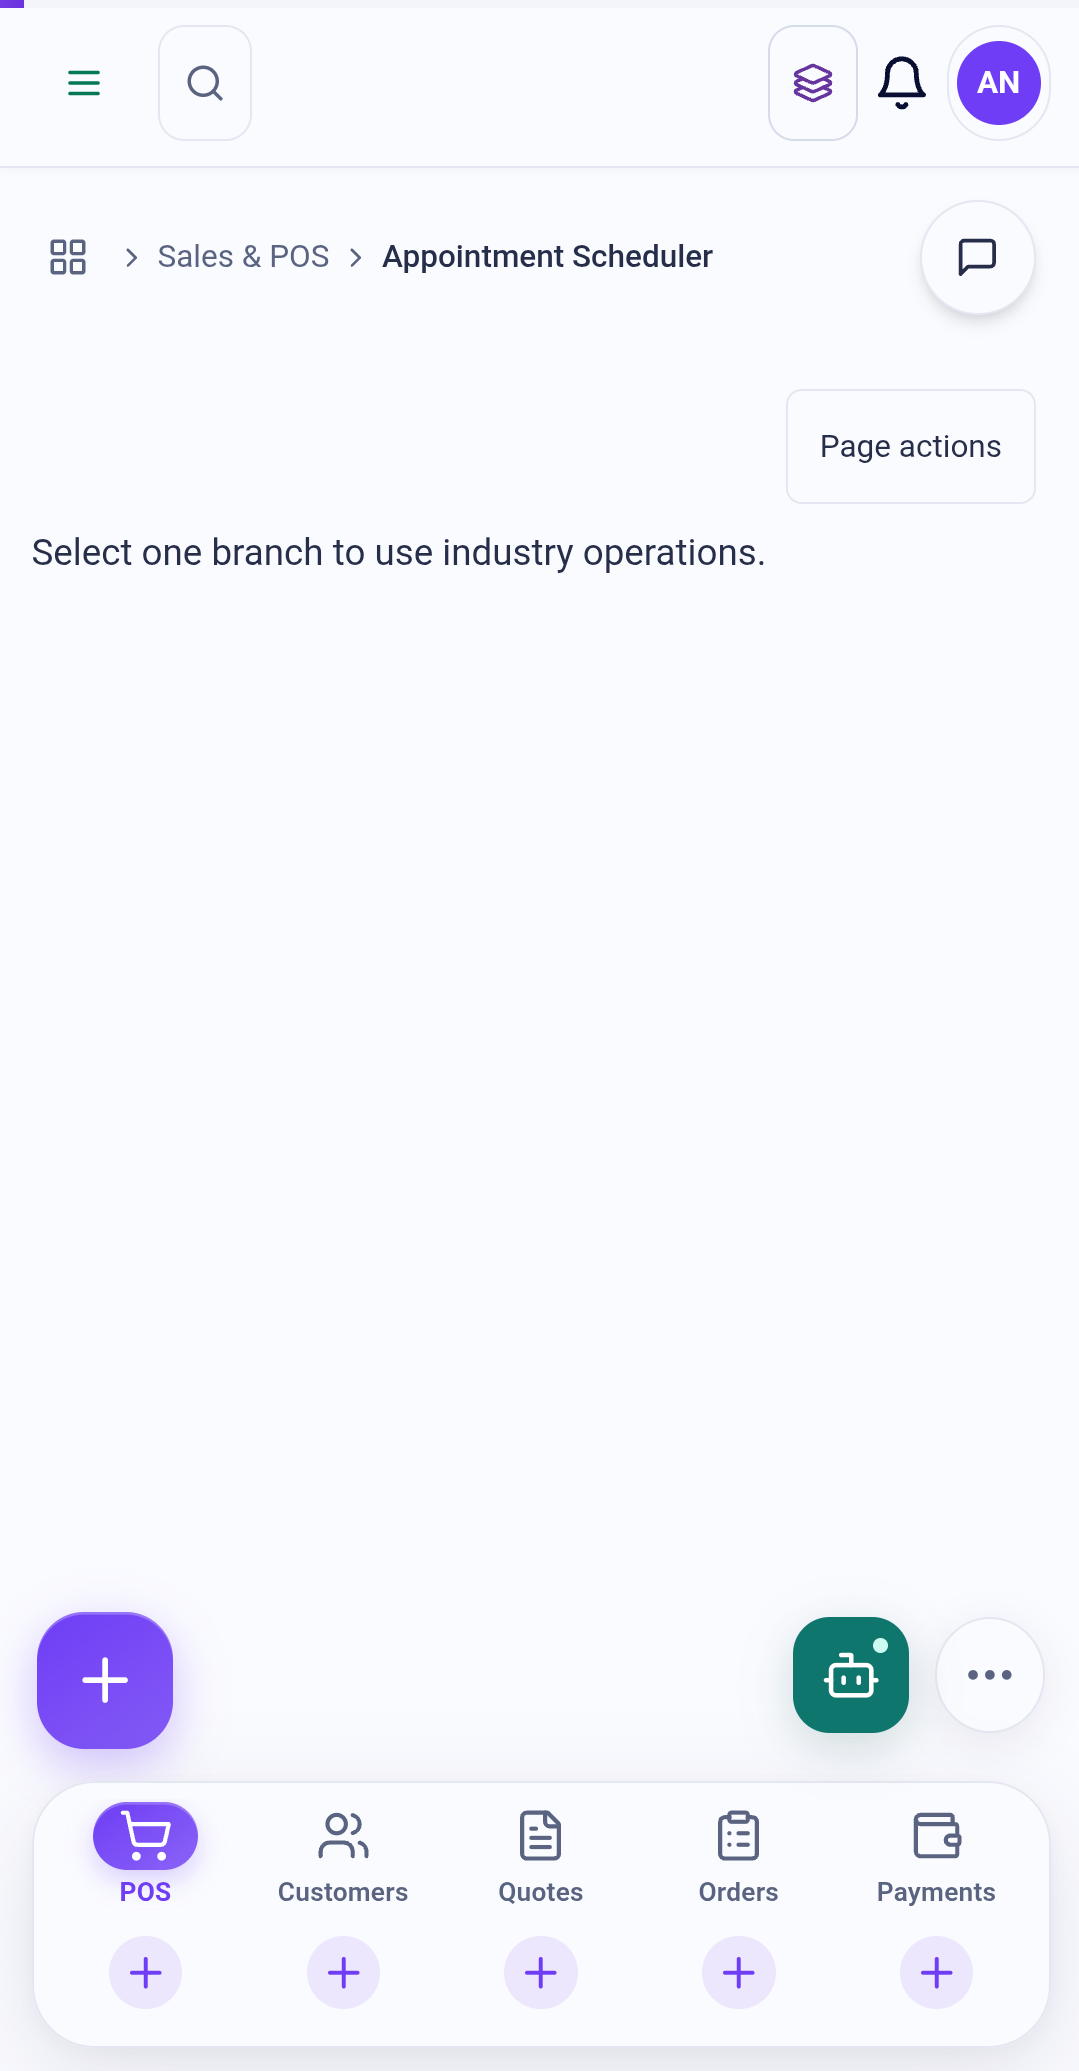 AN
Sales & POS
Appointment Scheduler
Page actions
Select one branch to use industry operations.
POS
Customers
Quotes
Orders
Payments